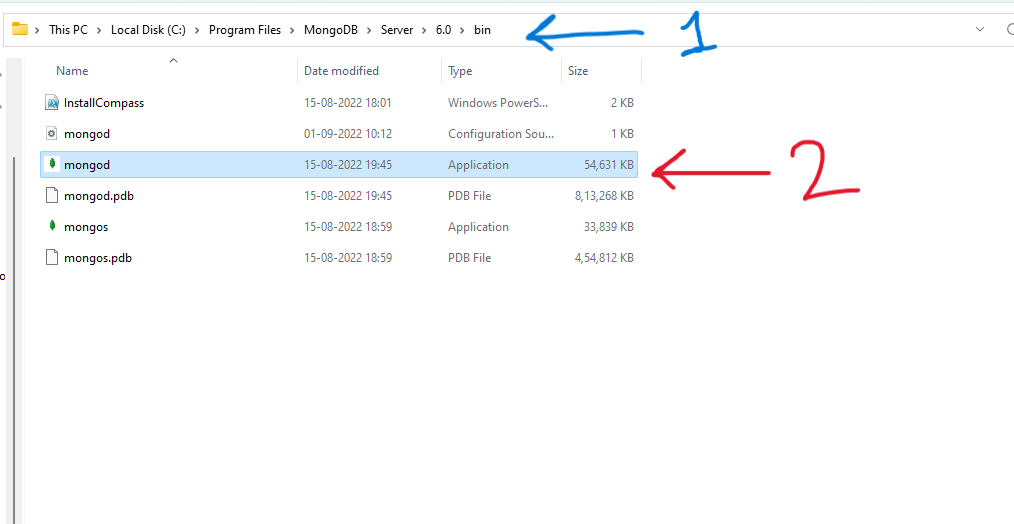 This PC > Local Disk (C:) > Program Files > MongoDB > Server > 6.0 > bin 1
Name Date modified Type Size
InstallCompass 15-08-2022 18:01 Windows PowerS... 2 KB
mongod 01-09-2022 10:12 Configuration Sou... 1 KB
mongod 15-08-2022 19:45 Application 54,631 KB 2
mongod.pdb 15-08-2022 19:45 PDB File 8,13,268 KB
mongos 15-08-2022 18:59 Application 33,839 KB
mongos.pdb 15-08-2022 18:59 PDB File 4,54,812 KB